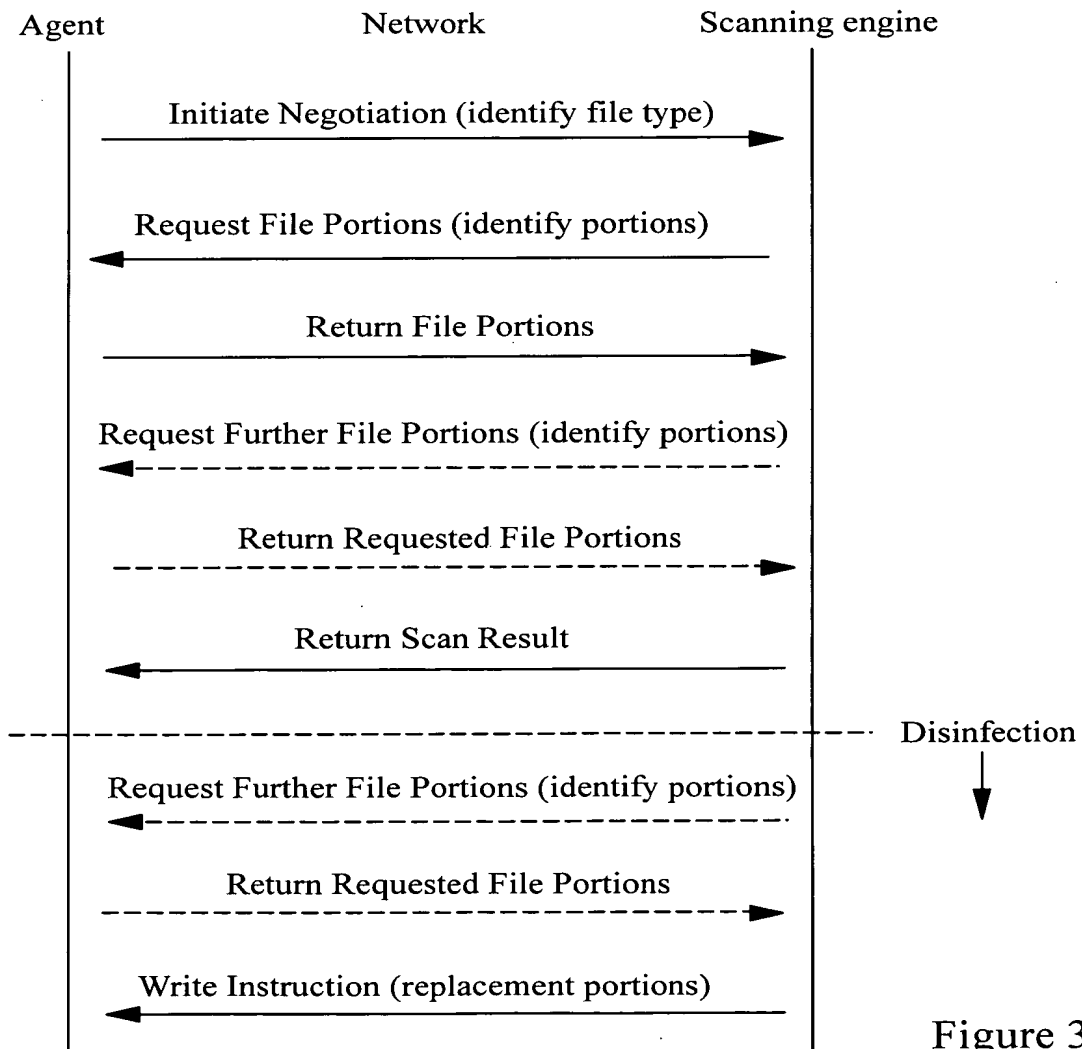 Agent
Network
Scanning engine
Initiate Negotiation (identify file type)
Request File Portions (identify portions)
Return File Portions
Request Further File Portions (identify portions)
Return Requested File Portions
Return Scan Result
Disinfection
Request Further File Portions (identify portions)
Return Requested File Portions
Write Instruction (replacement portions)
Figure 3